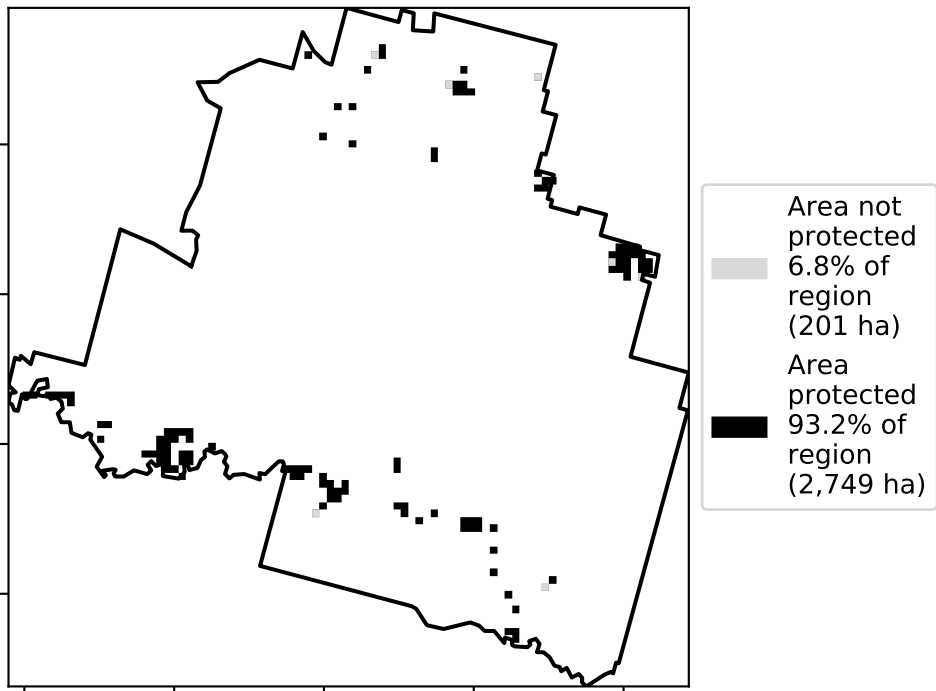 Area not
protected
6.8% of
region
(201 ha)
Area
protected
93.2% of
region
(2,749 ha)